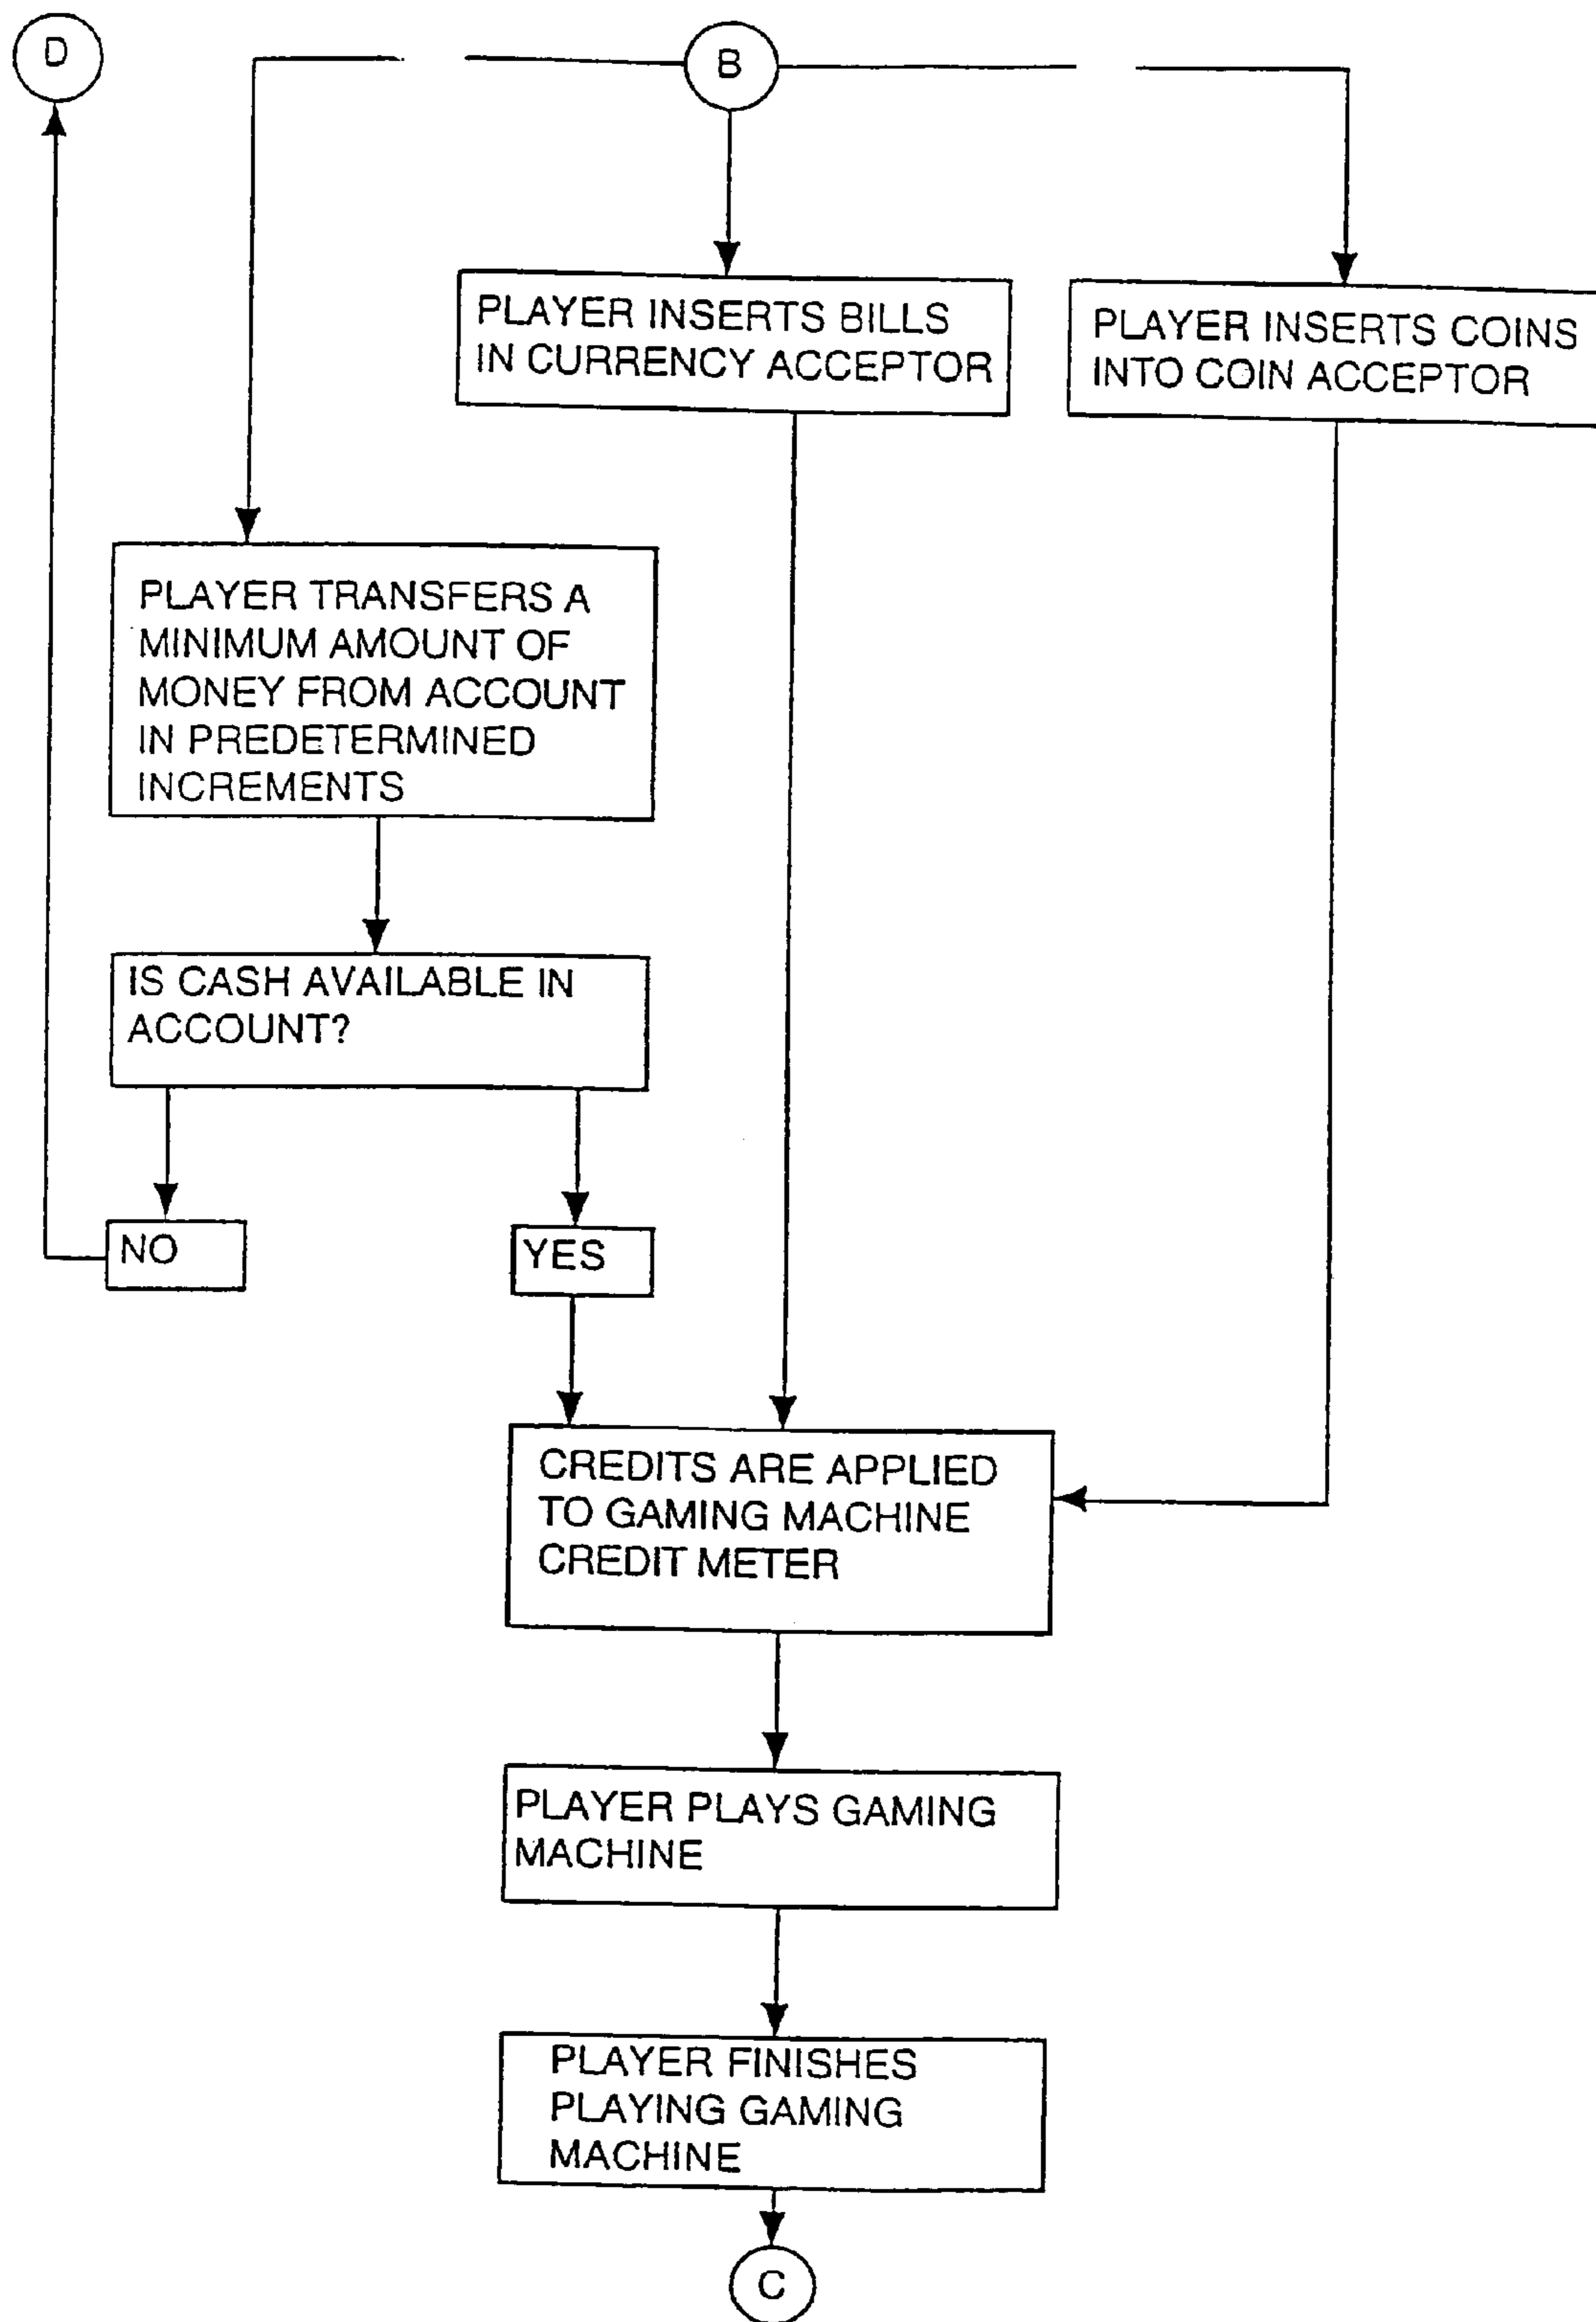 D
B
PLAYER INSERTS BILLS
IN CURRENCY ACCEPTOR
PLAYER INSERTS COINS
INTO COIN ACCEPTOR
PLAYER TRANSFERS A
MINIMUM AMOUNT OF
MONEY FROM ACCOUNT
IN PREDETERMINED
INCREMENTS
IS CASH AVAILABLE IN
ACCOUNT?
NO
YES
CREDITS ARE APPLIED
TO GAMING MACHINE
CREDIT METER
PLAYER PLAYS GAMING
MACHINE
PLAYER FINISHES
PLAYING GAMING
MACHINE
C